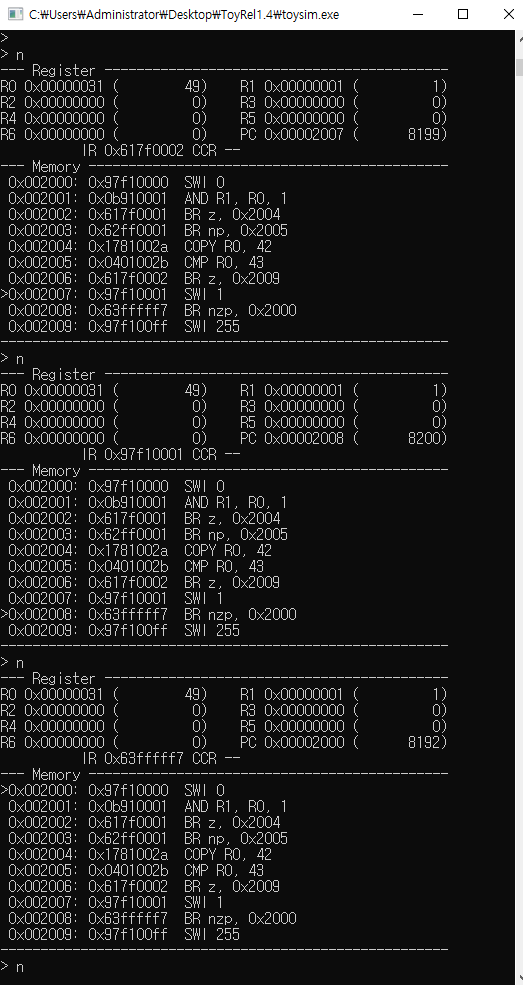 C:₩Users₩Administrator₩Desktop₩ToyRel1.4₩toysim.exe
>
> n
--- Register -------------------------------------------
R0 0x00000031 (        49)    R1 0x00000001 (         1)
R2 0x00000000 (         0)    R3 0x00000000 (         0)
R4 0x00000000 (         0)    R5 0x00000000 (         0)
R6 0x00000000 (         0)    PC 0x00002007 (      8199)
          IR 0x617f0002 CCR --
--- Memory ---------------------------------------------
 0x002000: 0x97f10000  SWI 0
 0x002001: 0x0b910001  AND R1, R0, 1
 0x002002: 0x617f0001  BR z, 0x2004
 0x002003: 0x62ff0001  BR np, 0x2005
 0x002004: 0x1781002a  COPY R0, 42
 0x002005: 0x0401002b  CMP R0, 43
 0x002006: 0x617f0002  BR z, 0x2009
>0x002007: 0x97f10001  SWI 1
 0x002008: 0x63fffff7  BR nzp, 0x2000
 0x002009: 0x97f100ff  SWI 255
--------------------------------------------------------
> n
--- Register -------------------------------------------
R0 0x00000031 (        49)    R1 0x00000001 (         1)
R2 0x00000000 (         0)    R3 0x00000000 (         0)
R4 0x00000000 (         0)    R5 0x00000000 (         0)
R6 0x00000000 (         0)    PC 0x00002008 (      8200)
          IR 0x97f10001 CCR --
--- Memory ---------------------------------------------
 0x002000: 0x97f10000  SWI 0
 0x002001: 0x0b910001  AND R1, R0, 1
 0x002002: 0x617f0001  BR z, 0x2004
 0x002003: 0x62ff0001  BR np, 0x2005
 0x002004: 0x1781002a  COPY R0, 42
 0x002005: 0x0401002b  CMP R0, 43
 0x002006: 0x617f0002  BR z, 0x2009
 0x002007: 0x97f10001  SWI 1
>0x002008: 0x63fffff7  BR nzp, 0x2000
 0x002009: 0x97f100ff  SWI 255
--------------------------------------------------------
> n
--- Register -------------------------------------------
R0 0x00000031 (        49)    R1 0x00000001 (         1)
R2 0x00000000 (         0)    R3 0x00000000 (         0)
R4 0x00000000 (         0)    R5 0x00000000 (         0)
R6 0x00000000 (         0)    PC 0x00002000 (      8192)
          IR 0x63fffff7 CCR --
--- Memory ---------------------------------------------
>0x002000: 0x97f10000  SWI 0
 0x002001: 0x0b910001  AND R1, R0, 1
 0x002002: 0x617f0001  BR z, 0x2004
 0x002003: 0x62ff0001  BR np, 0x2005
 0x002004: 0x1781002a  COPY R0, 42
 0x002005: 0x0401002b  CMP R0, 43
 0x002006: 0x617f0002  BR z, 0x2009
 0x002007: 0x97f10001  SWI 1
 0x002008: 0x63fffff7  BR nzp, 0x2000
 0x002009: 0x97f100ff  SWI 255
--------------------------------------------------------
> n